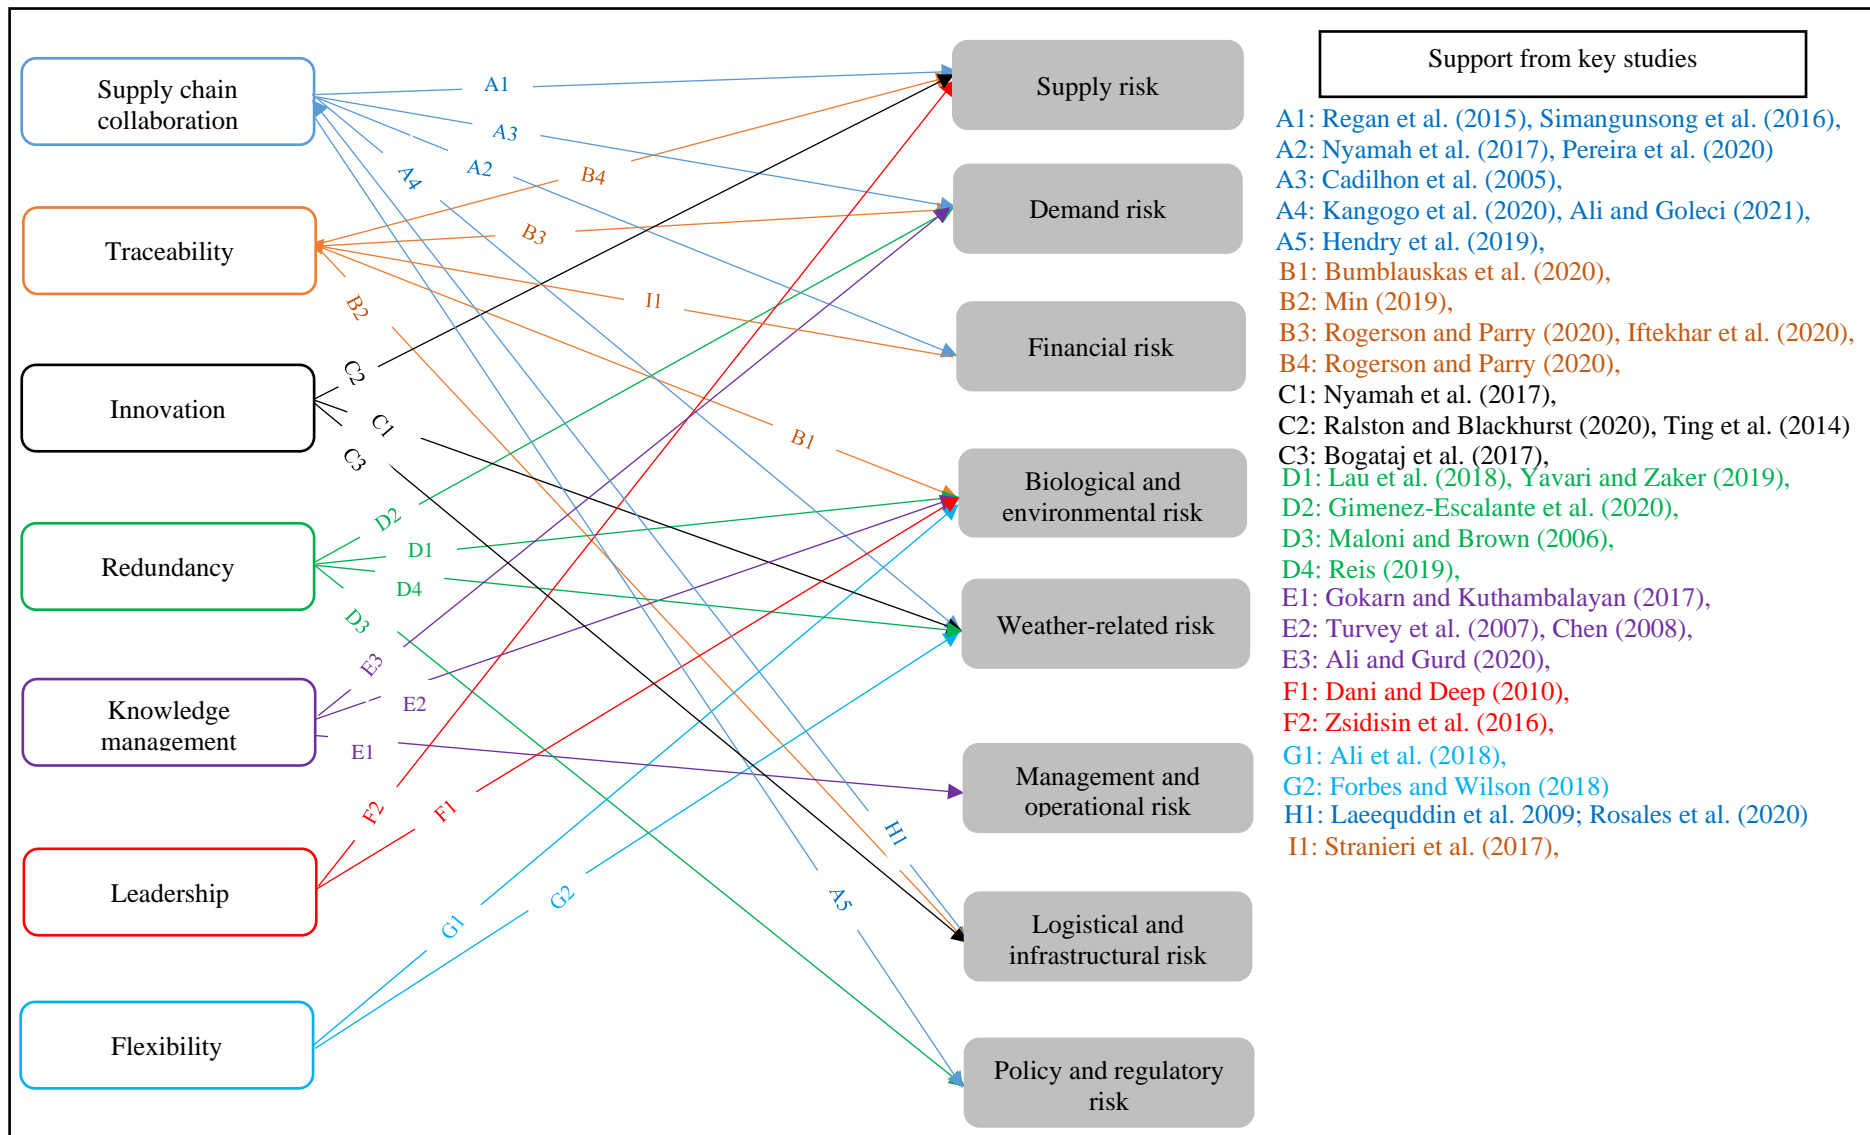 Supply chain
collaboration
Traceability
Innovation
Redundancy
Knowledge
management
Leadership
Flexibility
A1
A3
A2
A4
B4
B3
B2
I1
B1
C2
C1
C3
D2
D1
D4
D3
E3
E2
E1
F2
F1
G1
G2
H1
A5
Supply risk
Demand risk
Financial risk
Biological and
environmental risk
Weather-related risk
Management and
operational risk
Logistical and
infrastructural risk
Policy and regulatory
risk
Support from key studies
A1: Regan et al. (2015), Simangunsong et al. (2016),
A2: Nyamah et al. (2017), Pereira et al. (2020)
A3: Cadilhon et al. (2005),
A4: Kangogo et al. (2020), Ali and Goleci (2021),
A5: Hendry et al. (2019),
B1: Bumblauskas et al. (2020),
B2: Min (2019),
B3: Rogerson and Parry (2020), Iftekhar et al. (2020),
B4: Rogerson and Parry (2020),
C1: Nyamah et al. (2017),
C2: Ralston and Blackhurst (2020), Ting et al. (2014)
C3: Bogataj et al. (2017),
D1: Lau et al. (2018), Yavari and Zaker (2019),
D2: Gimenez-Escalante et al. (2020),
D3: Maloni and Brown (2006),
D4: Reis (2019),
E1: Gokarn and Kuthambalayan (2017),
E2: Turvey et al. (2007), Chen (2008),
E3: Ali and Gurd (2020),
F1: Dani and Deep (2010),
F2: Zsidisin et al. (2016),
G1: Ali et al. (2018),
G2: Forbes and Wilson (2018)
H1: Laeequddin et al. 2009; Rosales et al. (2020)
I1: Stranieri et al. (2017),